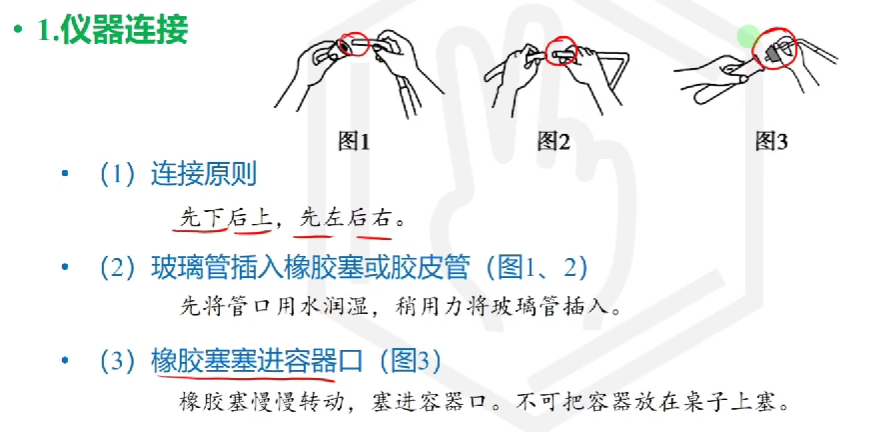 • 1.仪器连接
图1
图2
图3
• （1）连接原则
先下后上，先左后右。
• （2）玻璃管插入橡胶塞或胶皮管（图1、2）
先将管口用水润湿，稍用力将玻璃管插入。
• （3）橡胶塞塞进容器口（图3）
橡胶塞慢慢转动，塞进容器口。不可把容器放在桌子上塞。